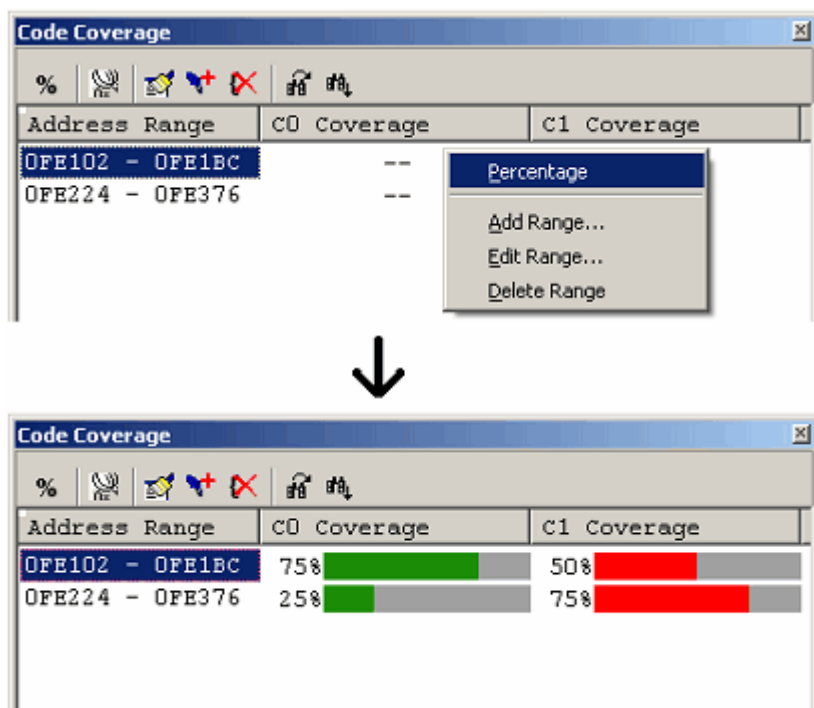 Code Coverage
%
Address Range C0 Coverage C1 Coverage
0FE102 - 0FE1BC --
0FE224 - 0FE376 --
Percentage
Add Range...
Edit Range...
Delete Range
Code Coverage
%
Address Range C0 Coverage C1 Coverage
0FE102 - 0FE1BC 75% 50%
0FE224 - 0FE376 25% 75%